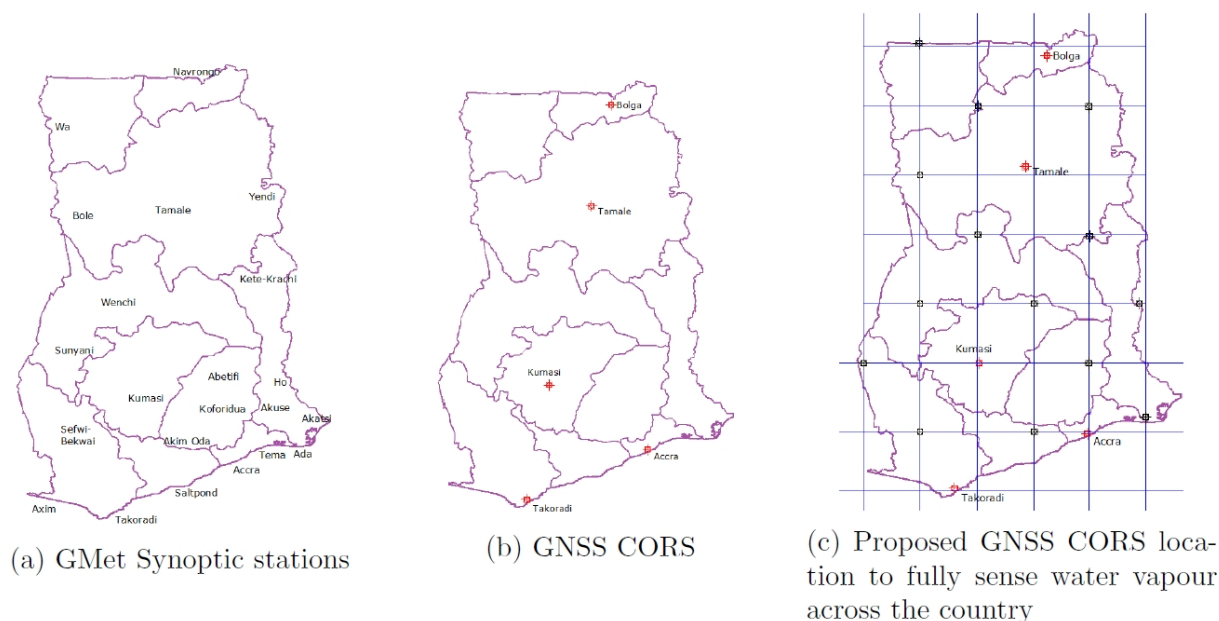 Navrongo
Wa
Yendi
Bole
Tamale
Kete-Krachi
Wenchi
Sunyani
Abetifi
Ho
Kumasi
Koforidua
Akuse
Akatsi
Sefwi-
Bekwai
Akim Oda
Tema
Ada
Accra
Saltpond
Axim
Takoradi
(a) GMet Synoptic stations
Bolga
Tamale
Kumasi
Accra
Takoradi
(b) GNSS CORS
Bolga
Tamale
Kumasi
Accra
Takoradi
(c) Proposed GNSS CORS loca-
tion to fully sense water vapour
across the country